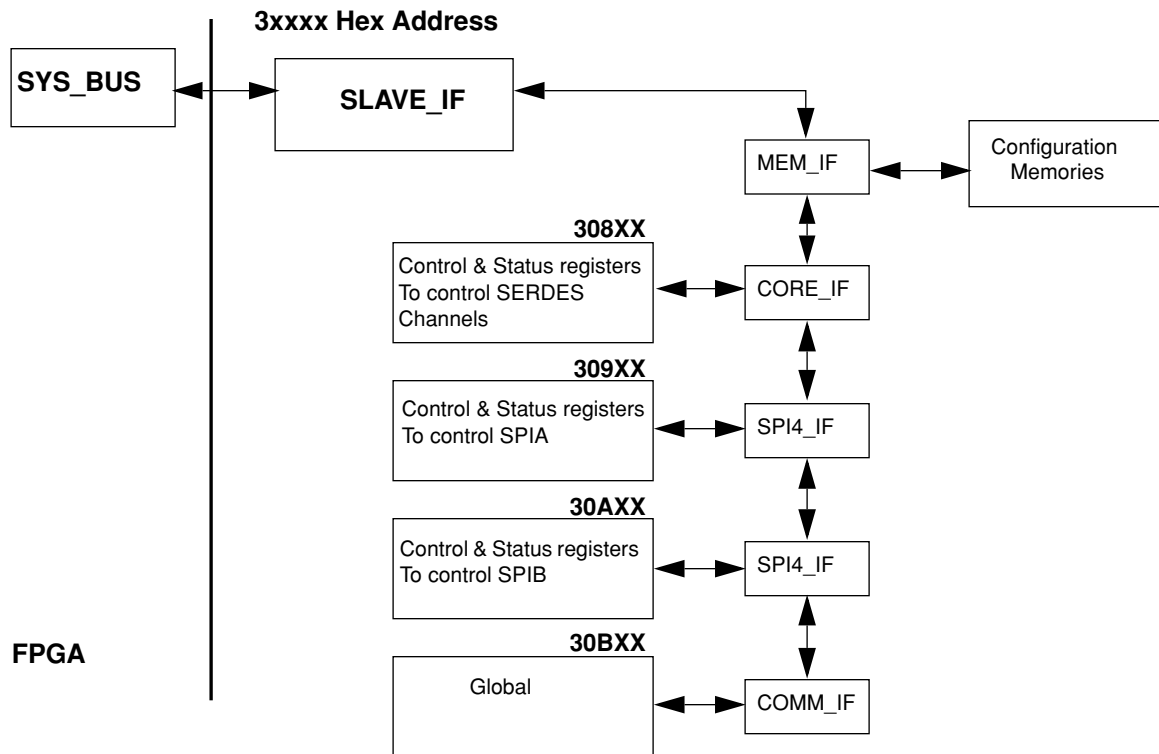 3xxxx Hex Address
SYS_BUS
SLAVE_IF
MEM_IF
Configuration
Memories
308XX
Control & Status registers
To control SERDES
Channels
CORE_IF
309XX
Control & Status registers
To control SPIA
SPI4_IF
30AXX
Control & Status registers
To control SPIB
SPI4_IF
30BXX
FPGA
Global
COMM_IF